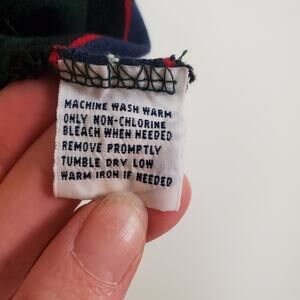 MACHINE WASH WARM
ONLY NON-CHLORINE
BLEACH WHEN NEEDED
REMOVE PROMPTLY
TUMBLE DRY LOW
WARM IRON IF NEEDED